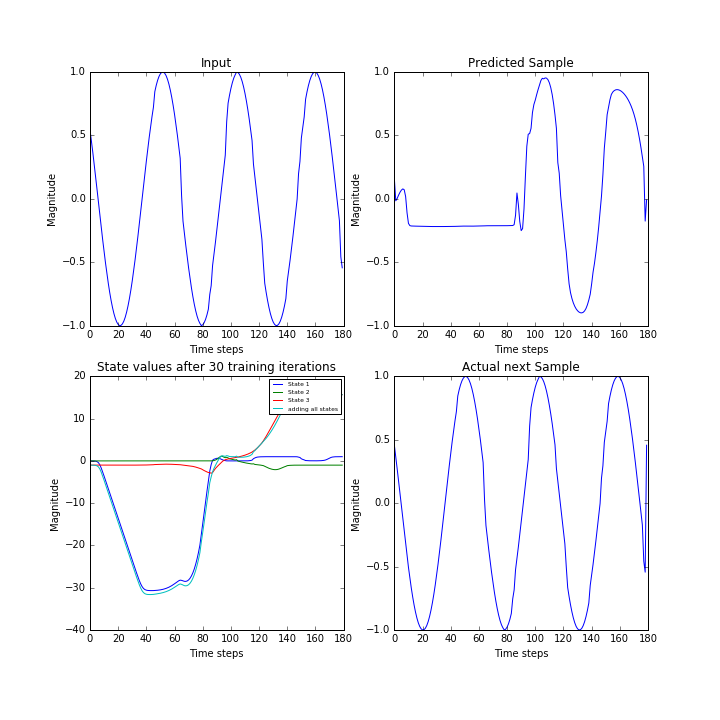 Input
1.0
0.5
0.0
−0.5
−1.0
Magnitude
0 20 40 60 80 100 120 140 160 180
Time steps
Predicted Sample
1.0
0.5
0.0
−0.5
−1.0
Magnitude
0 20 40 60 80 100 120 140 160 180
Time steps
State values after 30 training iterations
20
10
0
−10
−20
−30
−40
Magnitude
State 1
State 2
State 3
adding all states
0 20 40 60 80 100 120 140 160 180
Time steps
Actual next Sample
1.0
0.5
0.0
−0.5
−1.0
Magnitude
0 20 40 60 80 100 120 140 160 180
Time steps